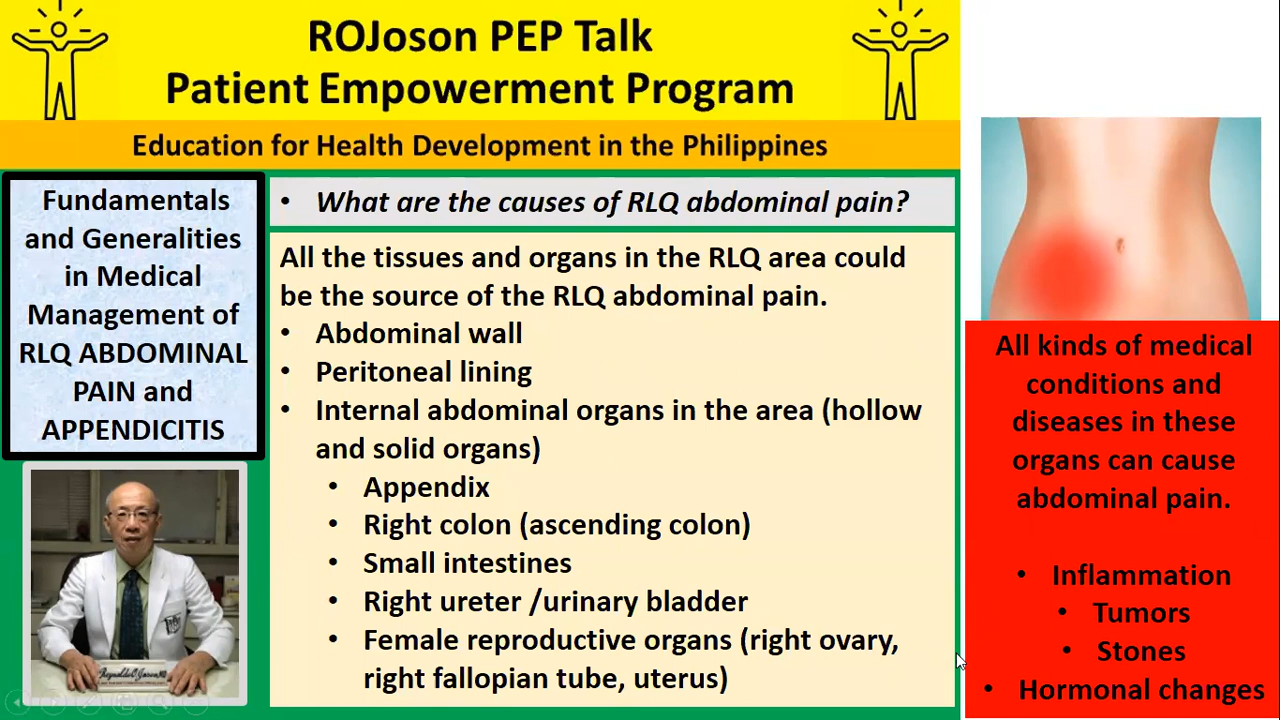 ROJoson PEP Talk
Patient Empowerment Program
Education for Health Development in the Philippines
Fundamentals
and Generalities
in Medical
Management of
RLQ ABDOMINAL
PAIN and
APPENDICITIS
• What are the causes of RLQ abdominal pain?
All the tissues and organs in the RLQ area could
be the source of the RLQ abdominal pain.
• Abdominal wall
• Peritoneal lining
• Internal abdominal organs in the area (hollow
and solid organs)
• Appendix
• Right colon (ascending colon)
• Small intestines
• Right ureter /urinary bladder
• Female reproductive organs (right ovary,
right fallopian tube, uterus)
All kinds of medical
conditions and
diseases in these
organs can cause
abdominal pain.
• Inflammation
• Tumors
• Stones
• Hormonal changes